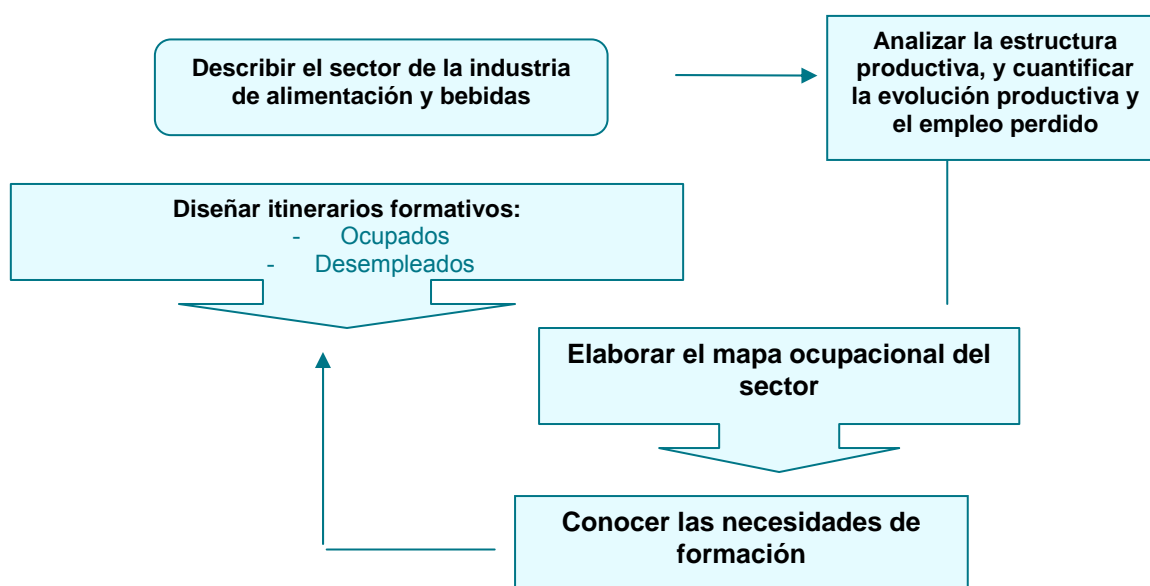 Describir el sector de la industria
de alimentación y bebidas
Analizar la estructura
productiva, y cuantificar
la evolución productiva y
el empleo perdido
Diseñar itinerarios formativos:
- Ocupados
- Desempleados
Elaborar el mapa ocupacional del
sector
Conocer las necesidades de
formación